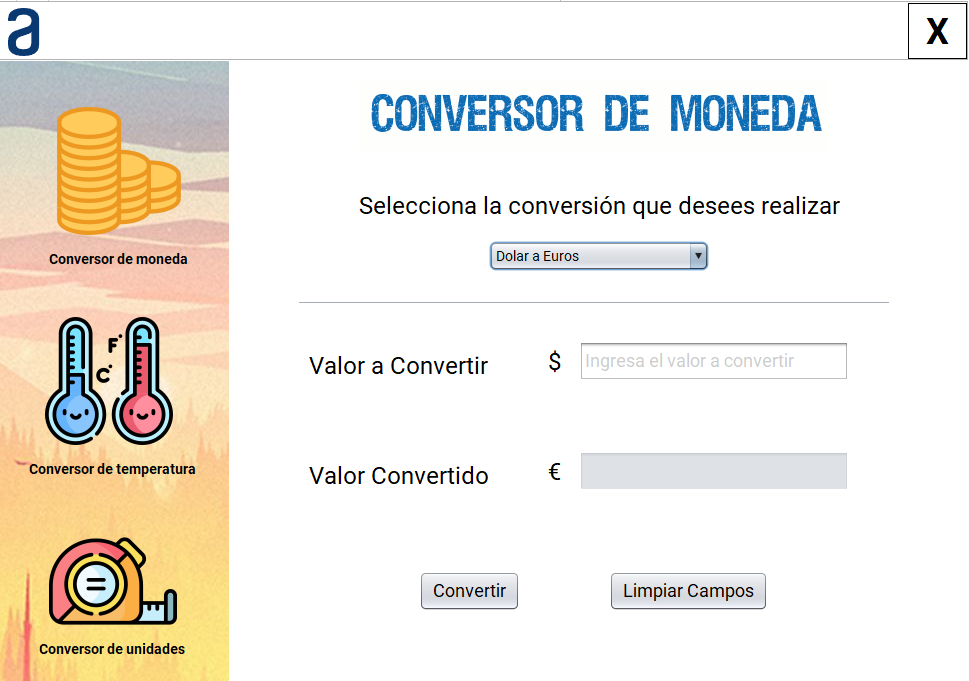 a
X
Conversor de moneda
F
C
Conversor de temperatura
Conversor de unidades
CONVERSOR DE MONEDA
Selecciona la conversión que desees realizar
Dolar a Euros
Valor a Convertir $ Ingresa el valor a convertir
Valor Convertido €
Convertir Limpiar Campos